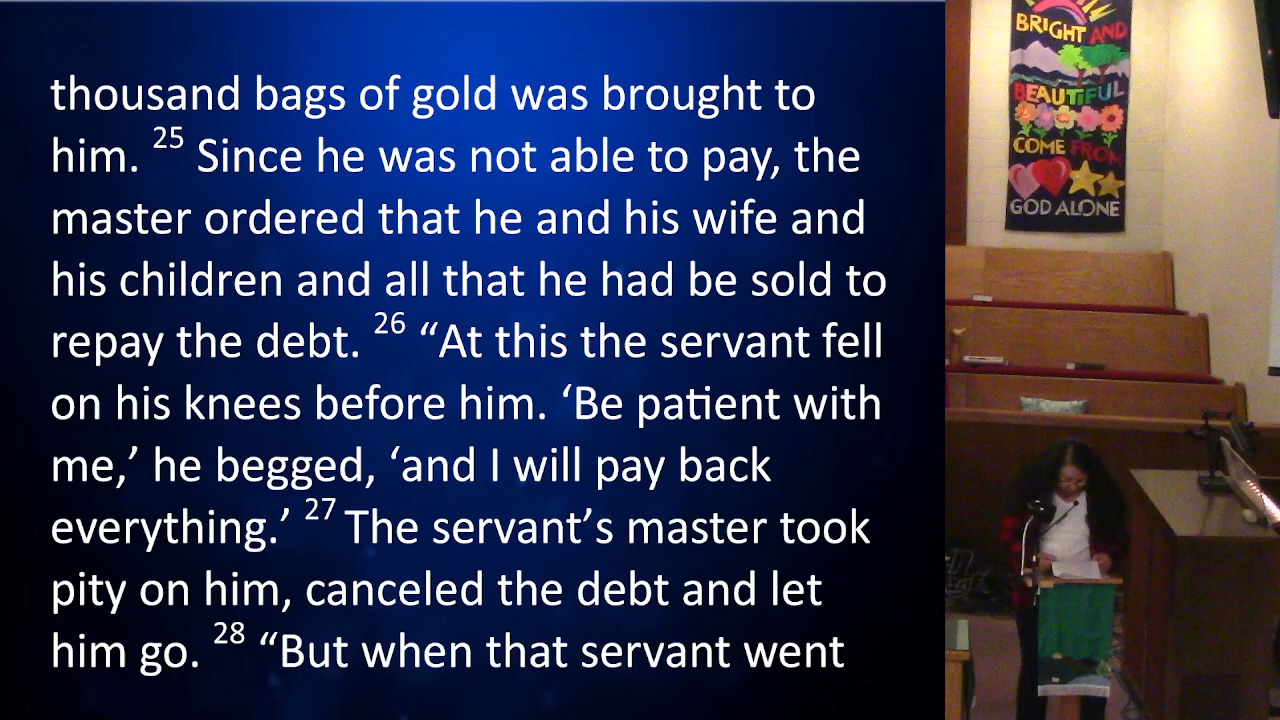 thousand bags of gold was brought to
him. 25 Since he was not able to pay, the
master ordered that he and his wife and
his children and all that he had be sold to
repay the debt. 26 “At this the servant fell
on his knees before him. ‘Be patient with
me,’ he begged, ‘and I will pay back
everything.’ 27 The servant’s master took
pity on him, canceled the debt and let
him go. 28 “But when that servant went
BRIGHT AND
BEAUTIFUL
COME FROM
GOD ALONE